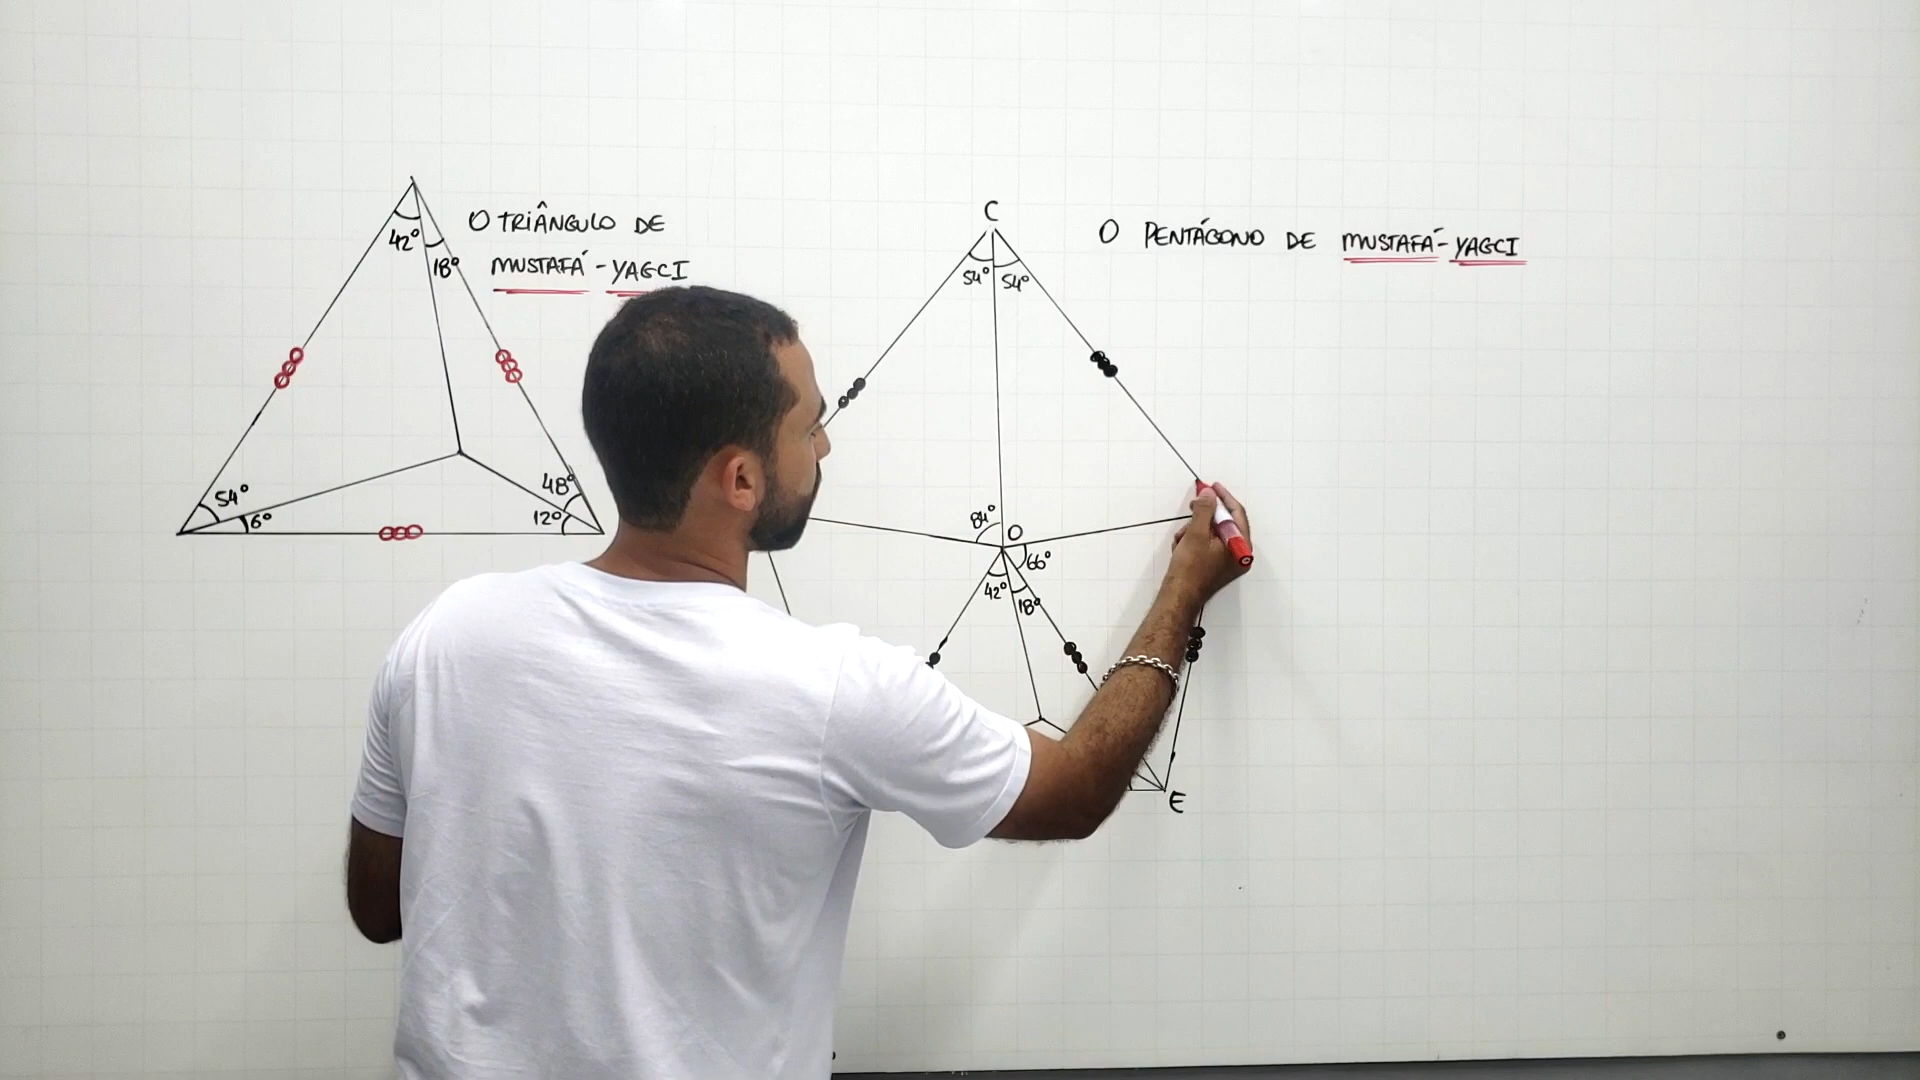 O TRIÂNGULO DE
MUSTAFÁ-YAGCI
42°
18°
54°
6°
48°
12°
O PENTÁGONO DE MUSTAFÁ-YAGCI
C
54° 54°
84°
O
66°
42°
18°
E